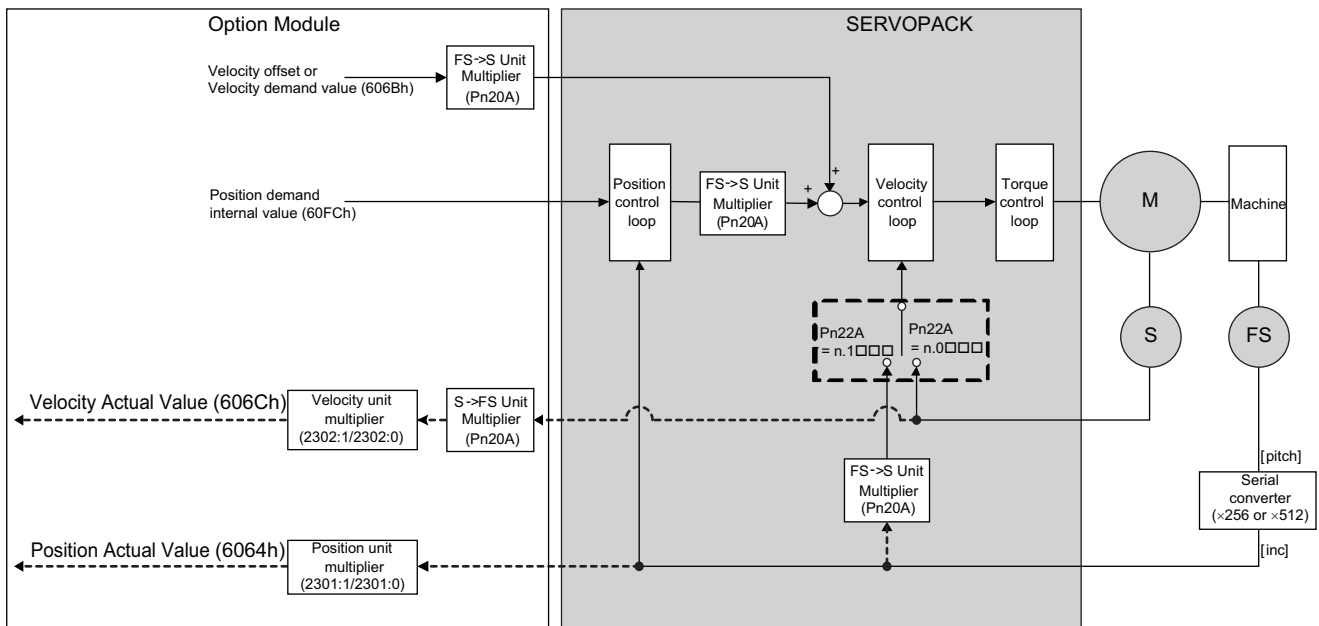 Option Module
SERVOPACK
Velocity offset or
Velocity demand value (606Bh)
FS->S Unit
Multiplier
(Pn20A)
Position demand
internal value (60FCh)
Position
control
loop
FS->S Unit
Multiplier
(Pn20A)
+
+
Velocity
control
loop
Torque
control
loop
M
Machine
Pn22A
= n.1□□□
Pn22A
= n.0□□□
S
FS
Velocity Actual Value (606Ch)
Velocity unit
multiplier
(2302:1/2302:0)
S->FS Unit
Multiplier
(Pn20A)
FS->S Unit
Multiplier
(Pn20A)
[pitch]
Serial
converter
(×256 or ×512)
[inc]
Position Actual Value (6064h)
Position unit
multiplier
(2301:1/2301:0)